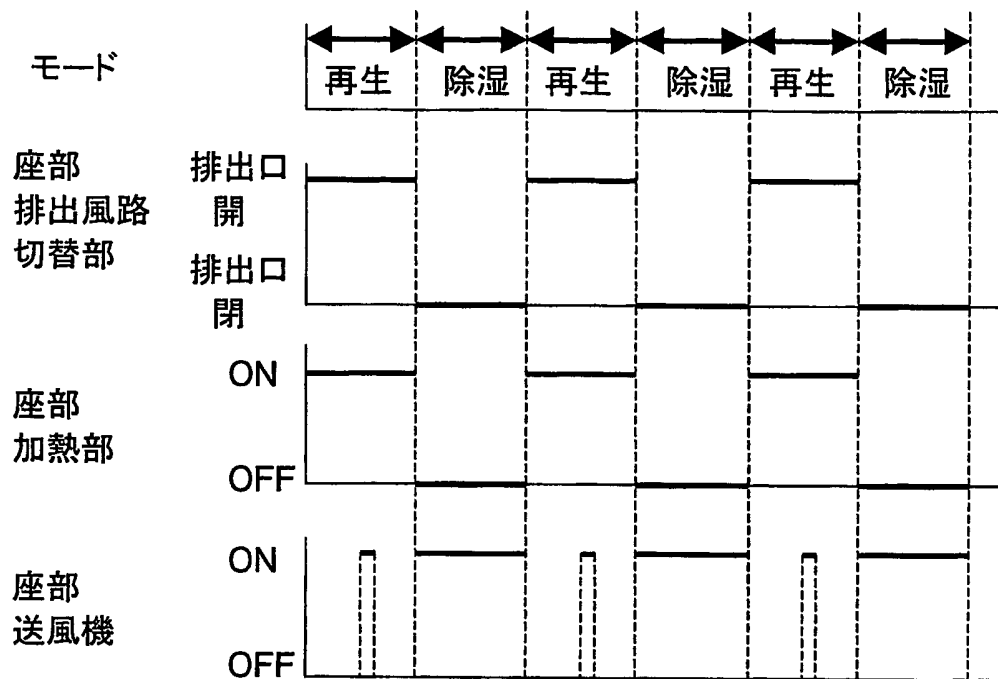 モード
再生 除湿 再生 除湿 再生 除湿
座部
排出風路
切替部
排出口
開
排出口
閉
座部
加熱部
ON
OFF
座部
送風機
ON
OFF